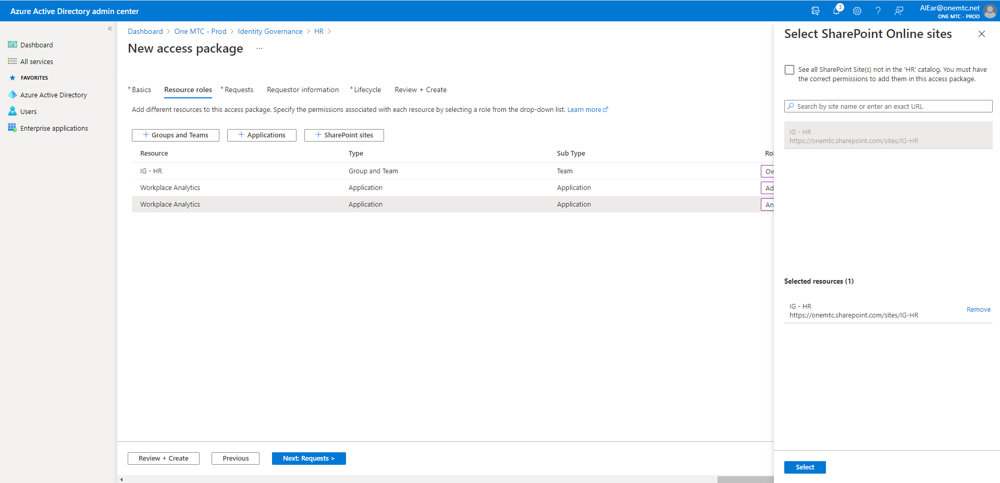 Azure Active Directory admin center
3
AlEar@onemtc.net
ONE MTC - PROD
«
Dashboard
All services
FAVORITES
Azure Active Directory
Users
Enterprise applications
Dashboard > One MTC - Prod > Identity Governance > HR >
New access package ...
* Basics Resource roles * Requests Requestor information * Lifecycle Review + Create
Add different resources to this access package. Specify the permissions associated with each resource by selecting a role from the drop-down list. Learn more
+ Groups and Teams + Applications + SharePoint sites
Resource Type Sub Type Rol
IG - HR Group and Team Team Ow
Workplace Analytics Application Application Ad
Workplace Analytics Application Application An
Review + Create Previous Next: Requests >
Select SharePoint Online sites
See all SharePoint Site(s) not in the 'HR' catalog. You must have
the correct permissions to add them in this access package.
Search by site name or enter an exact URL
IG - HR
https://onemtc.sharepoint.com/sites/IG-HR
Selected resources (1)
IG - HR
https://onemtc.sharepoint.com/sites/IG-HR
Remove
Select